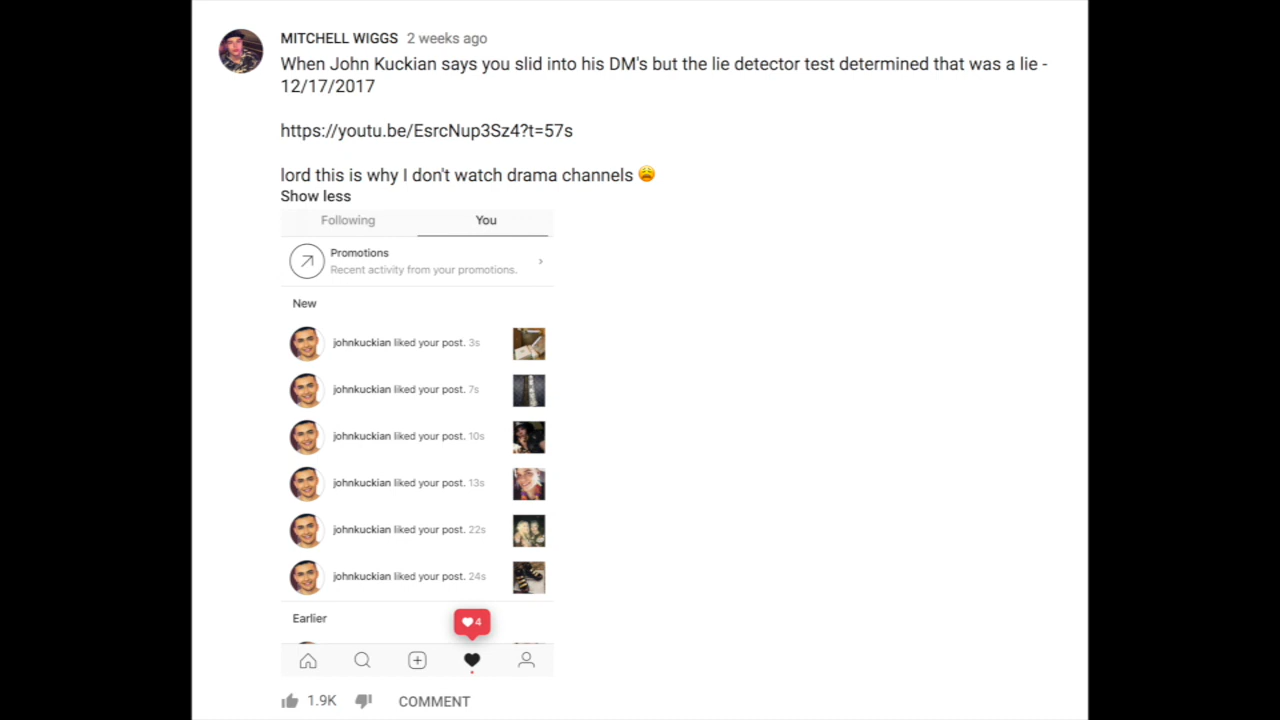 MITCHELL WIGGS 2 weeks ago
When John Kuckian says you slid into his DM's but the lie detector test determined that was a lie -
12/17/2017
https://youtu.be/EsrcNup3Sz4?t=57s
lord this is why I don't watch drama channels 😩
Show less
Following You
Promotions
Recent activity from your promotions.
New
johnkuckian liked your post. 3s
johnkuckian liked your post. 7s
johnkuckian liked your post. 10s
johnkuckian liked your post. 13s
johnkuckian liked your post. 22s
johnkuckian liked your post. 24s
Earlier
4
1.9K COMMENT